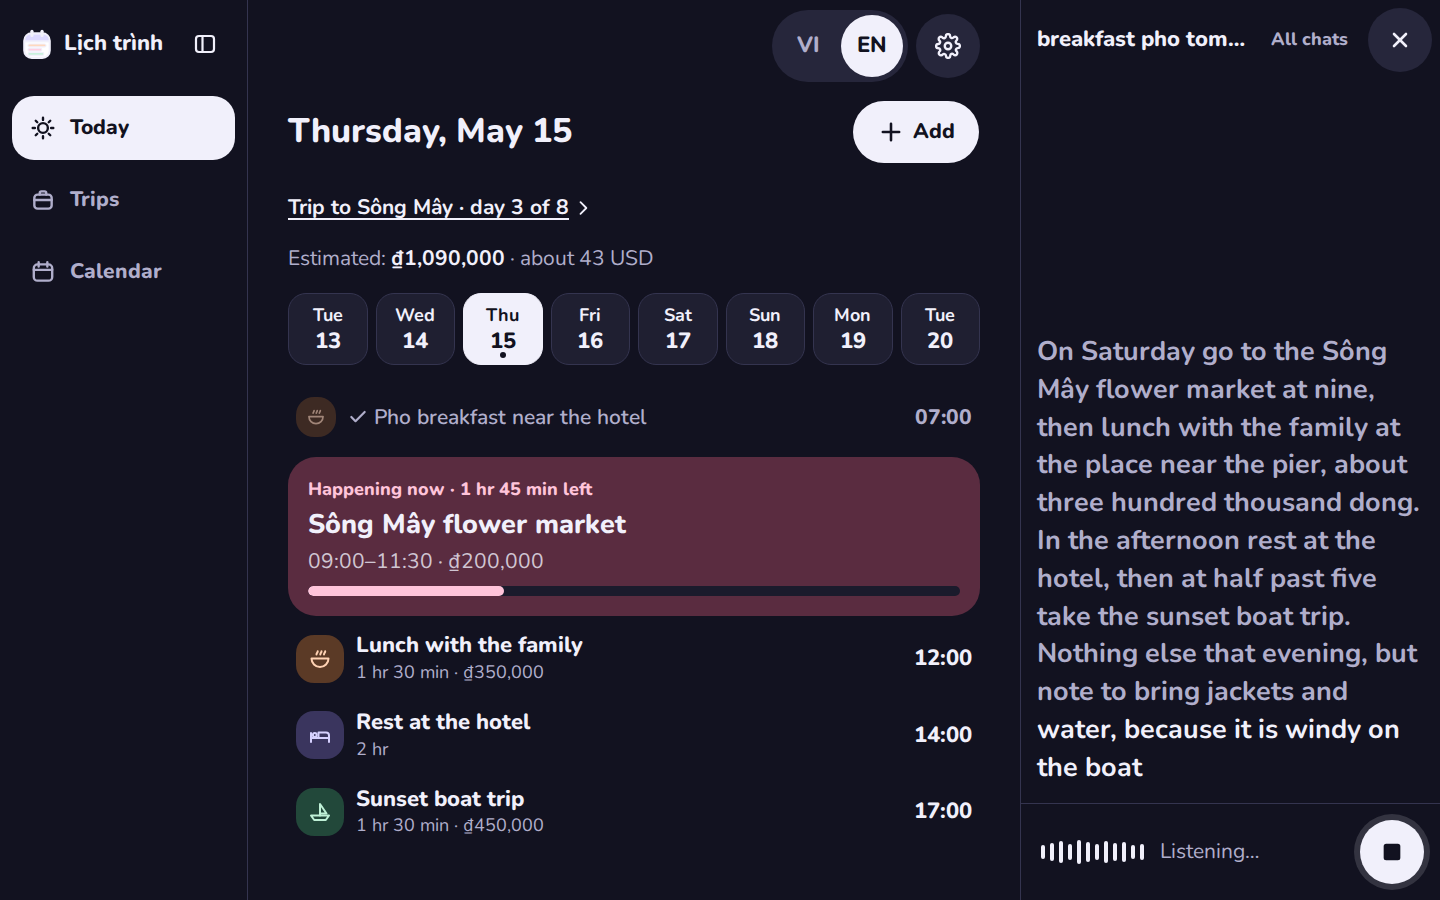 Lịch trình
Today
Trips
Calendar
VI
EN
Thursday, May 15
Add
Trip to Sông Mây · day 3 of 8
Estimated: ₫1,090,000 · about 43 USD
Tue
13
Wed
14
Thu
15
Fri
16
Sat
17
Sun
18
Mon
19
Tue
20
Pho breakfast near the hotel
07:00
Happening now · 1 hr 45 min left
Sông Mây flower market
09:00–11:30 · ₫200,000
Lunch with the family
1 hr 30 min · ₫350,000
12:00
Rest at the hotel
2 hr
14:00
Sunset boat trip
1 hr 30 min · ₫450,000
17:00
breakfast pho tom...
All chats
On Saturday go to the Sông
Mây flower market at nine,
then lunch with the family at
the place near the pier, about
three hundred thousand dong.
In the afternoon rest at the
hotel, then at half past five
take the sunset boat trip.
Nothing else that evening, but
note to bring jackets and
water, because it is windy on
the boat
Listening...